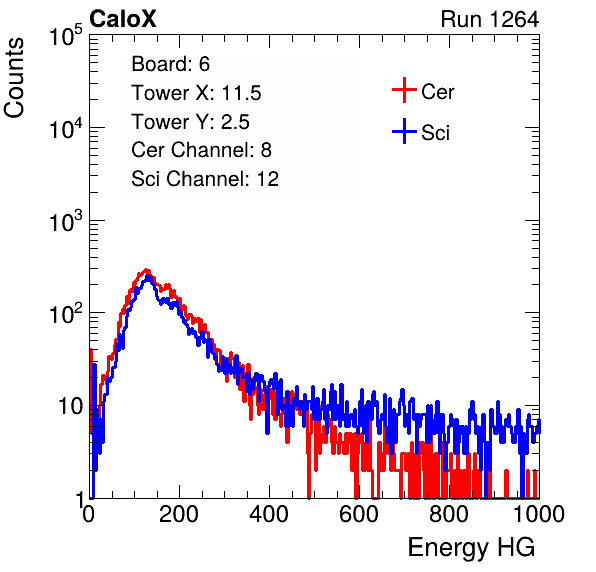 CaloX Run 1264
Counts
Board: 6
Tower X: 11.5
Tower Y: 2.5
Cer Channel: 8
Sci Channel: 12
Cer
Sci
10^5
10^4
10^3
10^2
10
1
0 200 400 600 800 1000
Energy HG